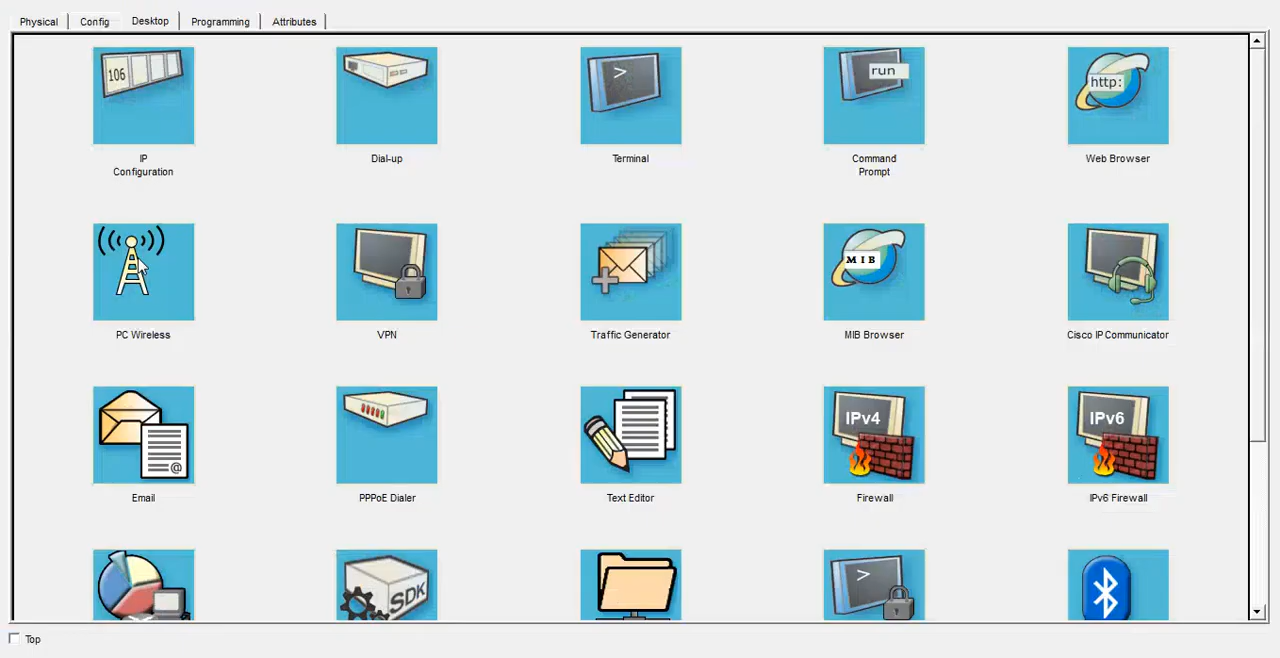 Physical
Config
Desktop
Programming
Attributes
106
>
run
http:
IP
Configuration
Dial-up
Terminal
Command
Prompt
Web Browser
MIB
PC Wireless
VPN
Traffic Generator
MIB Browser
Cisco IP Communicator
@
IPv4
IPv6
Email
PPPoE Dialer
Text Editor
Firewall
IPv6 Firewall
SDK
>
Top